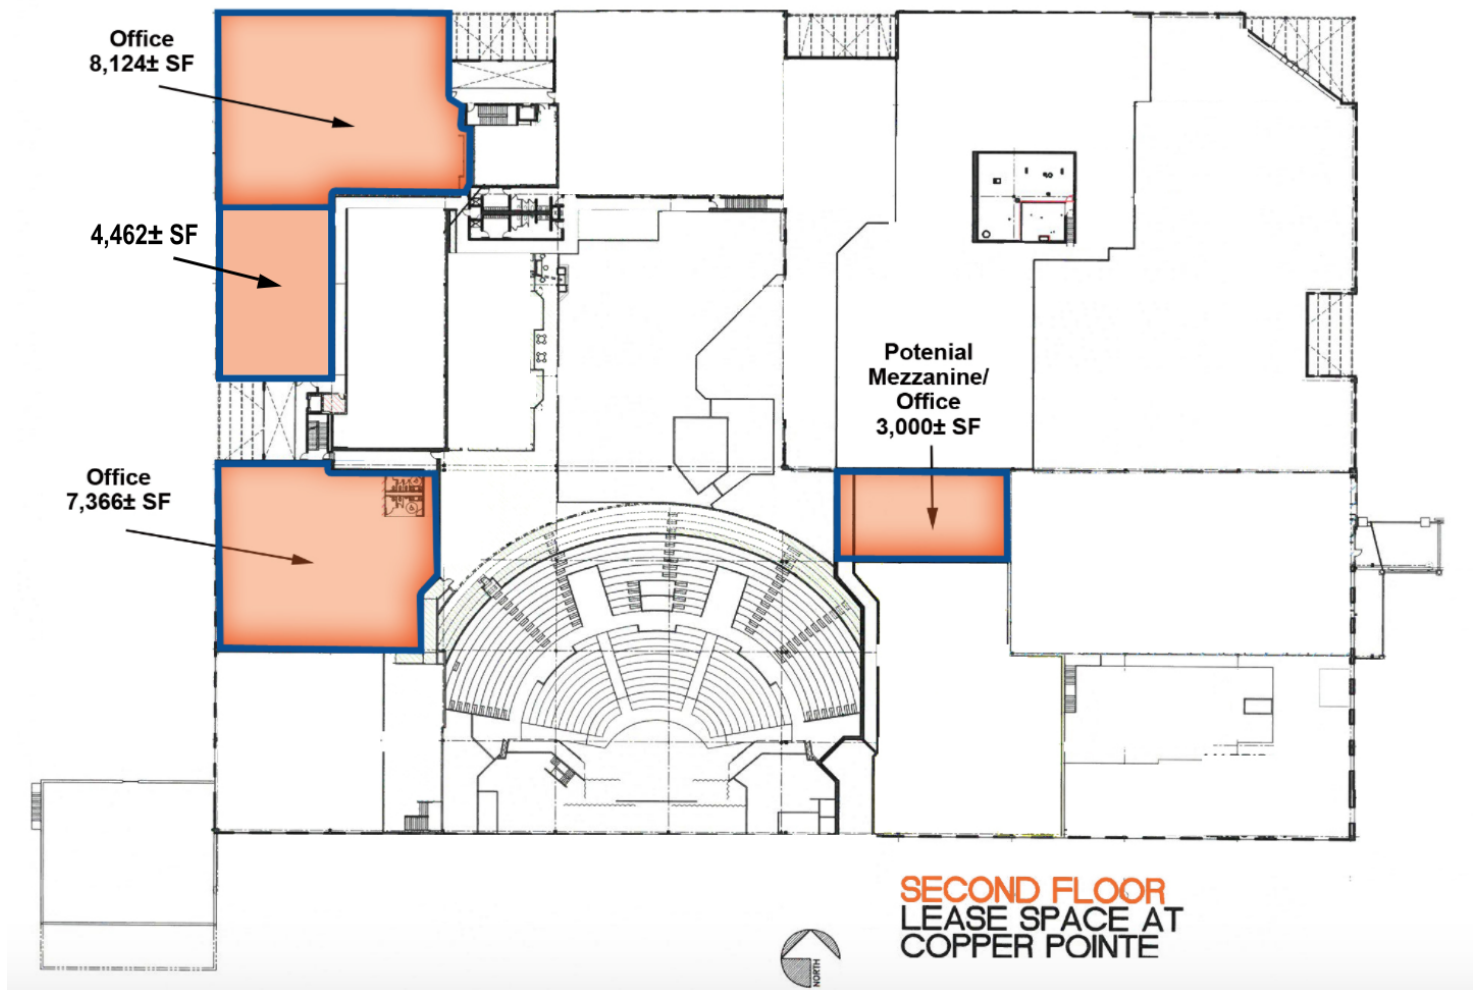 Office
8,124± SF
4,462± SF
Potenial
Mezzanine/
Office
3,000± SF
Office
7,366± SF
SECOND FLOOR
LEASE SPACE AT
COPPER POINTE
NORTH